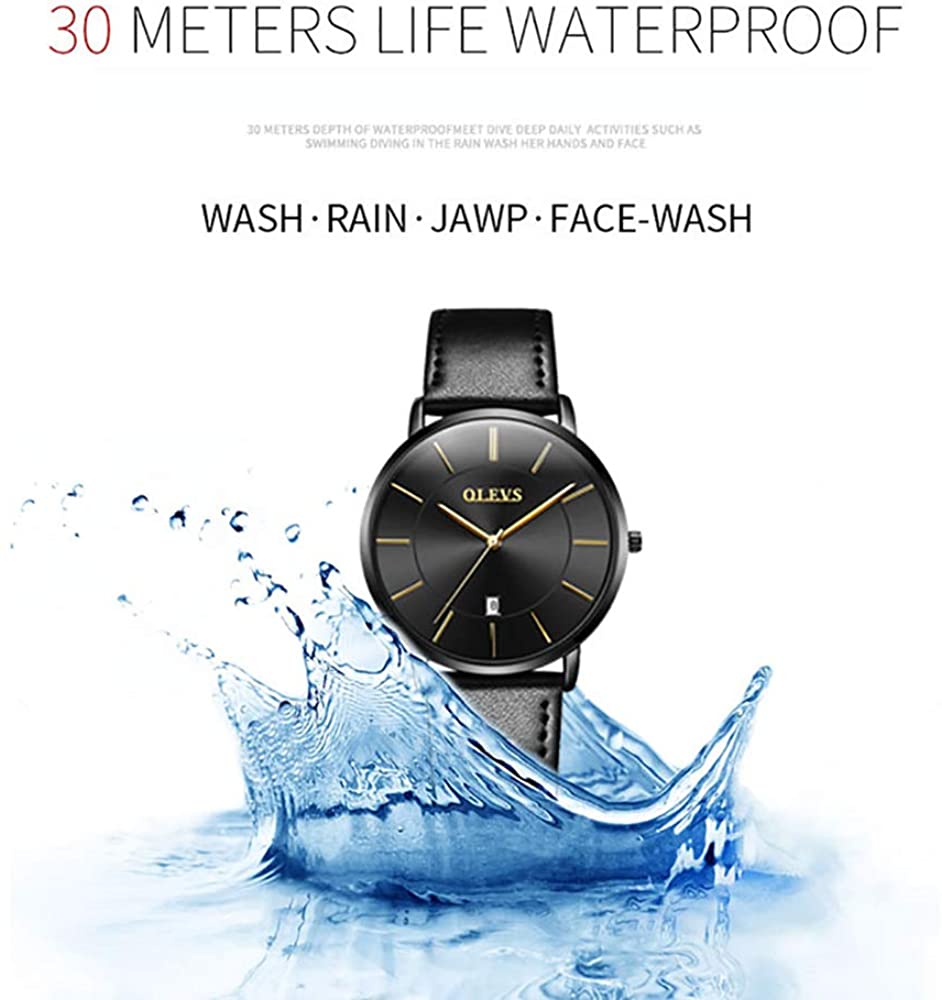 30 METERS LIFE WATERPROOF
30 METERS DEPTH OF WATERPROOFMEET DIVE DEEP DAILY ACTIVITIES SUCH AS
SWIMMING DIVING IN THE RAIN WASH HER HANDS AND FACE
WASH·RAIN·JAWP·FACE-WASH
OLEVS